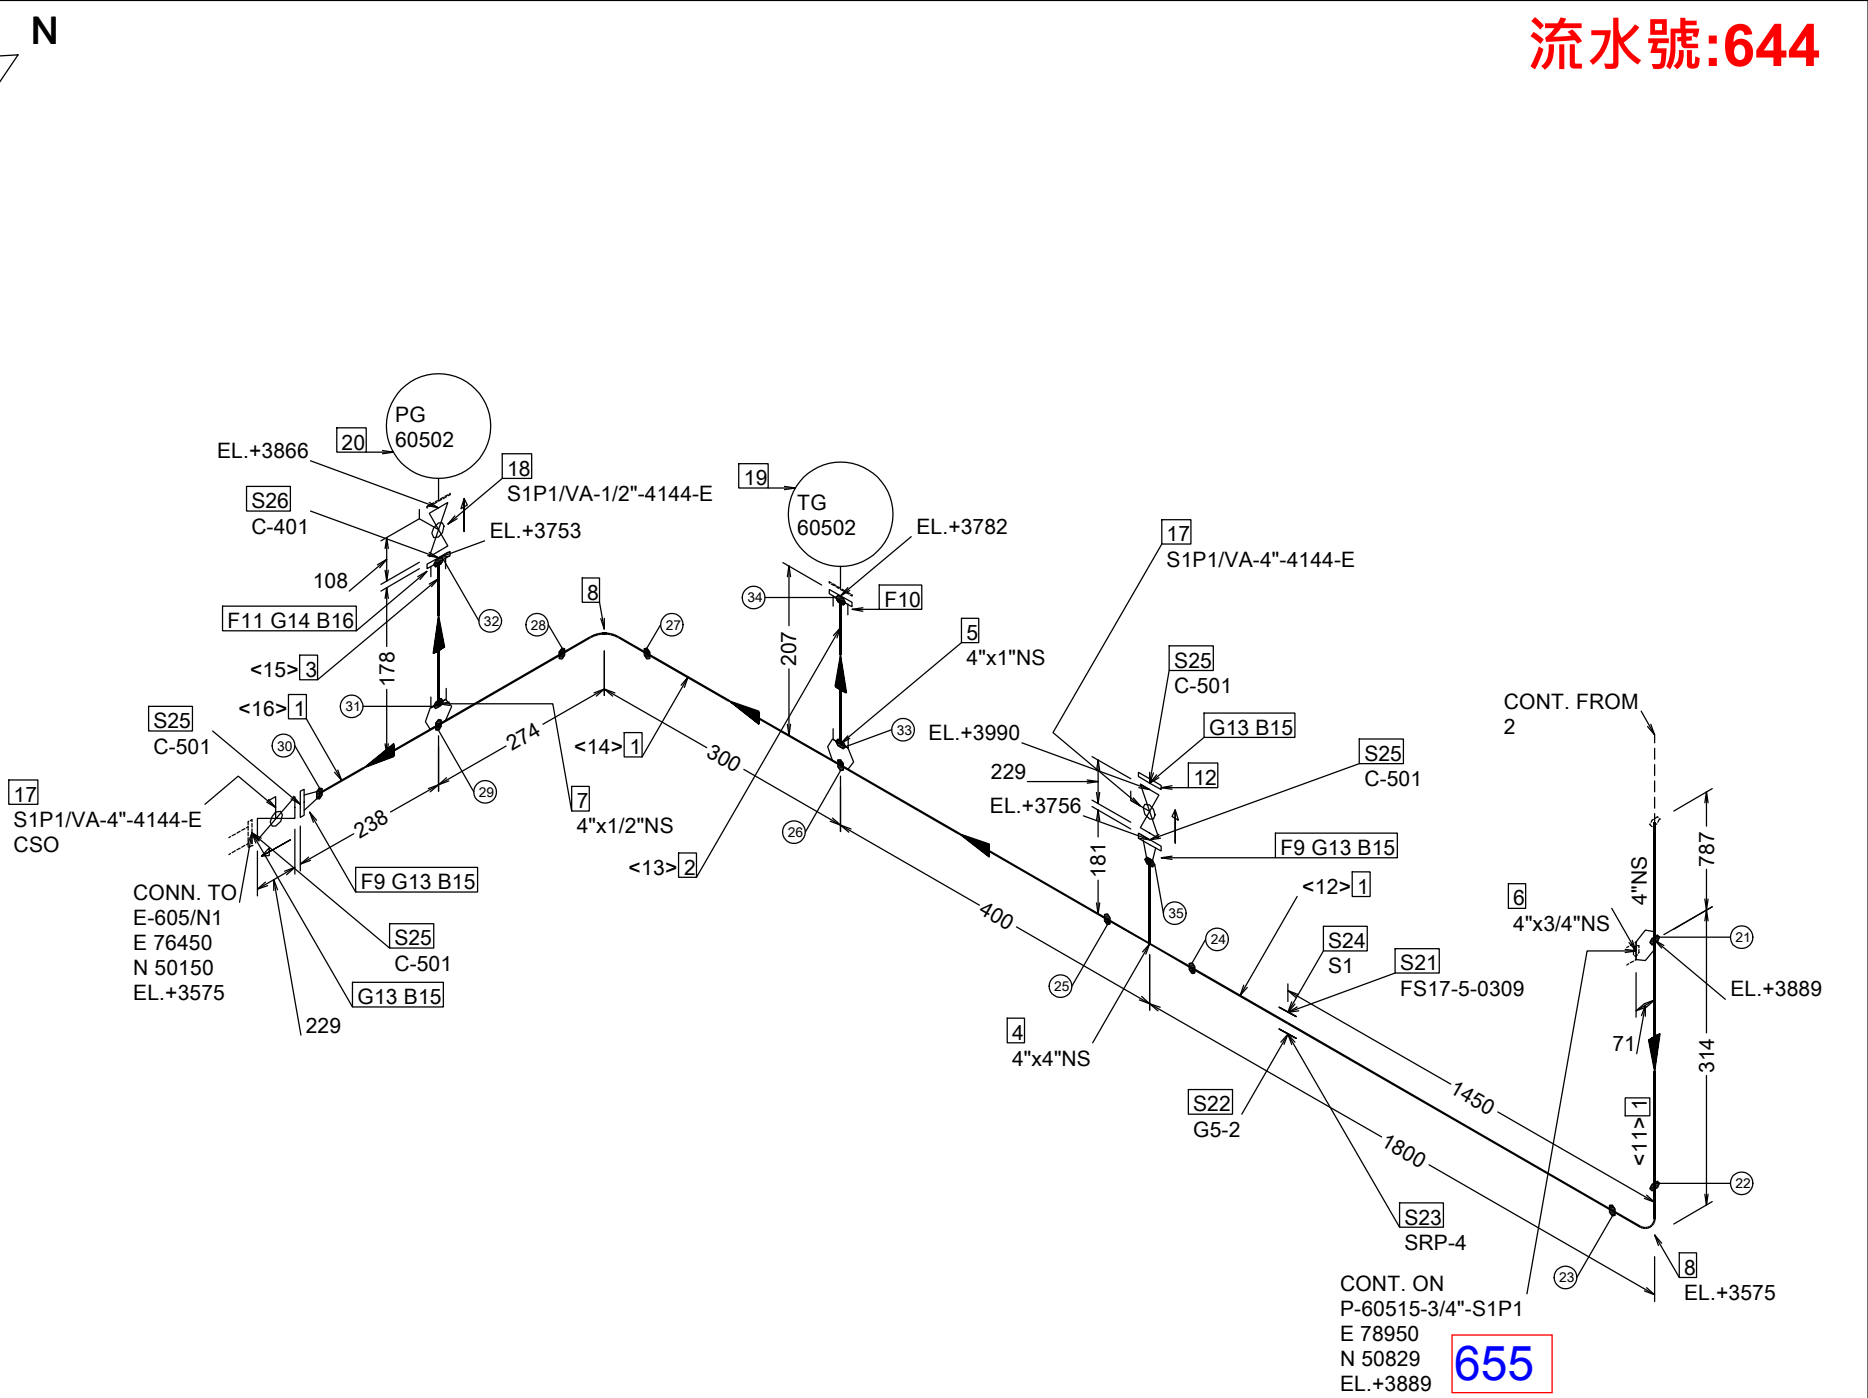 N
流水號:644
PG
60502
20
EL.+3866
18
S1P1/VA-1/2"-4144-E
S26
C-401
EL.+3753
108
F11 G14 B16
32
<15> 3
178
31
<16> 1
S25
C-501
30
17
S1P1/VA-4"-4144-E
CSO
238
29
274
28
8
27
7
4"x1/2"NS
F9 G13 B15
CONN. TO
E-605/N1
E 76450
N 50150
EL.+3575
S25
C-501
G13 B15
229
19
TG
60502
EL.+3782
34
F10
207
5
4"x1"NS
33
<14> 1
300
26
<13> 2
17
S1P1/VA-4"-4144-E
S25
C-501
G13 B15
EL.+3990
12
229
S25
C-501
EL.+3756
F9 G13 B15
181
35
<12> 1
400
24
25
4
4"x4"NS
S24
S1
S21
FS17-5-0309
S22
G5-2
S23
SRP-4
1450
1800
CONT. FROM
2
787
4"NS
6
4"x3/4"NS
21
EL.+3889
71
314
<11> 1
22
23
8
EL.+3575
CONT. ON
P-60515-3/4"-S1P1
E 78950
N 50829
EL.+3889
655